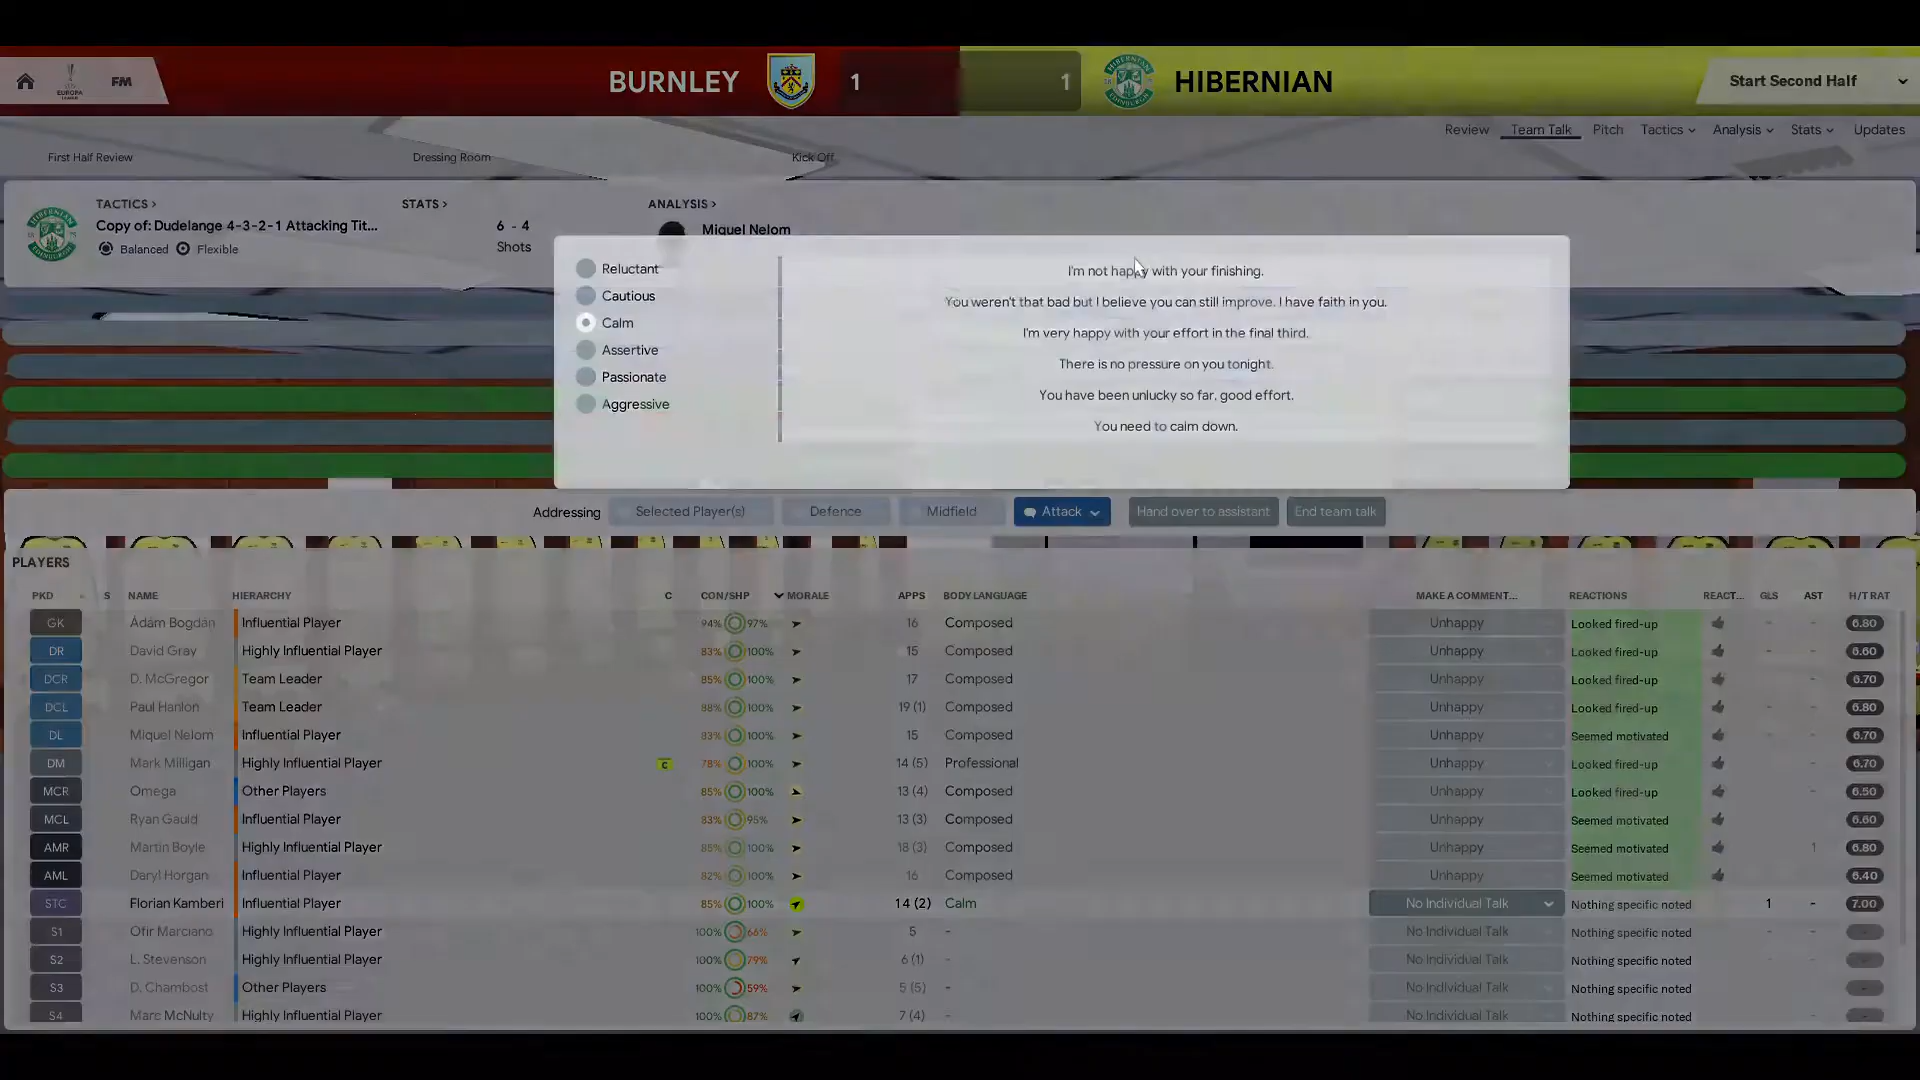 EUROPA LEAGUE
FM
BURNLEY 1 1 HIBERNIAN
Start Second Half
Review Team Talk Pitch Tactics Analysis Stats Updates
First Half Review Dressing Room Kick Off
TACTICS > STATS > ANALYSIS >
Copy of: Dudelange 4-3-2-1 Attacking Tit... 6 - 4 Miquel Nelom
Balanced Flexible Shots
Reluctant I'm not happy with your finishing.
Cautious You weren't that bad but I believe you can still improve. I have faith in you.
Calm I'm very happy with your effort in the final third.
Assertive There is no pressure on you tonight.
Passionate You have been unlucky so far, good effort.
Aggressive You need to calm down.
Addressing Selected Player(s) Defence Midfield Attack Hand over to assistant End team talk
PLAYERS
PKD S NAME HIERARCHY C CON/SHP MORALE APPS BODY LANGUAGE MAKE A COMMENT... REACTIONS REACT... GLS AST H/T RAT
GK Ádám Bogdán Influential Player 94% 97% 16 Composed Unhappy Looked fired-up - - 6.80
DR David Gray Highly Influential Player 83% 100% 15 Composed Unhappy Looked fired-up - - 6.60
DCR D. McGregor Team Leader 85% 100% 17 Composed Unhappy Looked fired-up - - 6.70
DCL Paul Hanlon Team Leader 88% 100% 19 (1) Composed Unhappy Looked fired-up - - 6.80
DL Miquel Nelom Influential Player 83% 100% 15 Composed Unhappy Seemed motivated - - 6.70
DM Mark Milligan Highly Influential Player C 78% 100% 14 (5) Professional Unhappy Looked fired-up - - 6.70
MCR Omega Other Players 85% 100% 13 (4) Composed Unhappy Looked fired-up - - 6.50
MCL Ryan Gauld Influential Player 83% 95% 13 (3) Composed Unhappy Seemed motivated - - 6.60
AMR Martin Boyle Highly Influential Player 85% 100% 18 (3) Composed Unhappy Seemed motivated - 1 6.80
AML Daryl Horgan Influential Player 82% 100% 16 Composed Unhappy Seemed motivated - - 6.40
STC Florian Kamberi Influential Player 85% 100% 14 (2) Calm No Individual Talk Nothing specific noted 1 - 7.00
S1 Ofir Marciano Highly Influential Player 100% 66% 5 - No Individual Talk Nothing specific noted - - -
S2 L. Stevenson Highly Influential Player 100% 79% 6 (1) - No Individual Talk Nothing specific noted - - -
S3 D. Chambost Other Players 100% 59% 5 (5) - No Individual Talk Nothing specific noted - - -
S4 Marc McNulty Highly Influential Player 100% 87% 7 (4) - No Individual Talk Nothing specific noted - - -